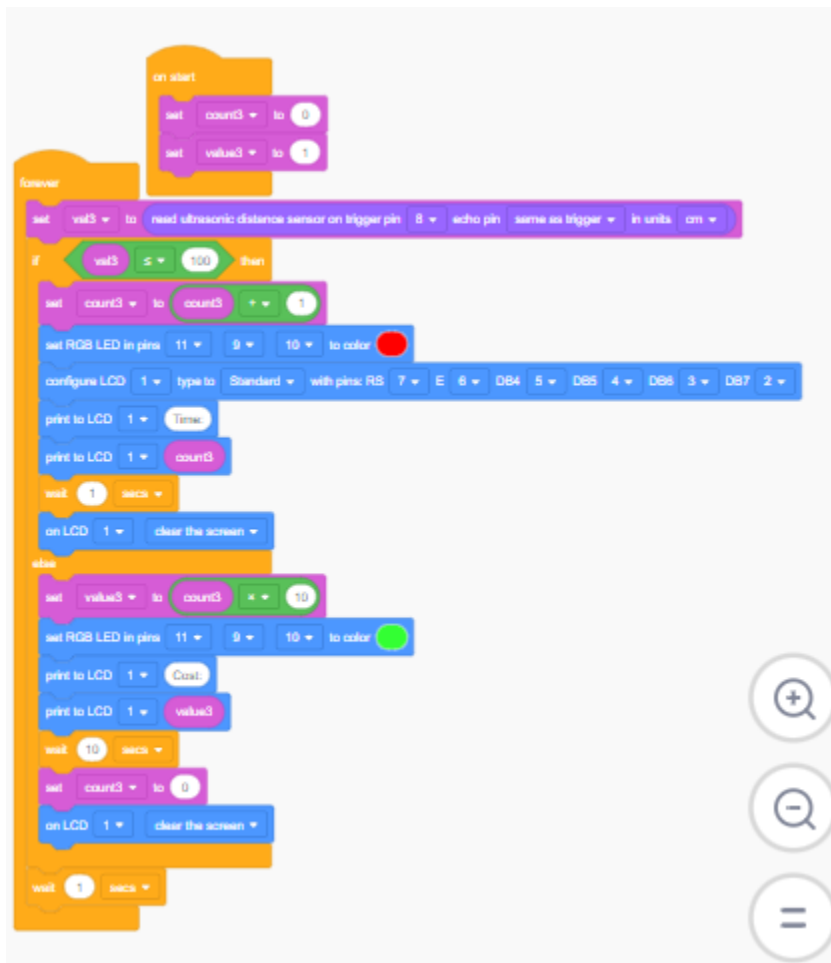 on start
set count3 to 0
set value3 to 1
forever
set val3 to read ultrasonic distance sensor on trigger pin 8 echo pin same as trigger in units cm
if val3 ≤ 100 then
set count3 to count3 + 1
set RGB LED in pins 11 9 10 to color
configure LCD 1 type to Standard with pins: RS 7 E 6 DB4 5 DB5 4 DB6 3 DB7 2
print to LCD 1 Time:
print to LCD 1 count3
wait 1 secs
on LCD 1 clear the screen
else
set value3 to count3 × 10
set RGB LED in pins 11 9 10 to color
print to LCD 1 Cost:
print to LCD 1 value3
wait 10 secs
set count3 to 0
on LCD 1 clear the screen
wait 1 secs